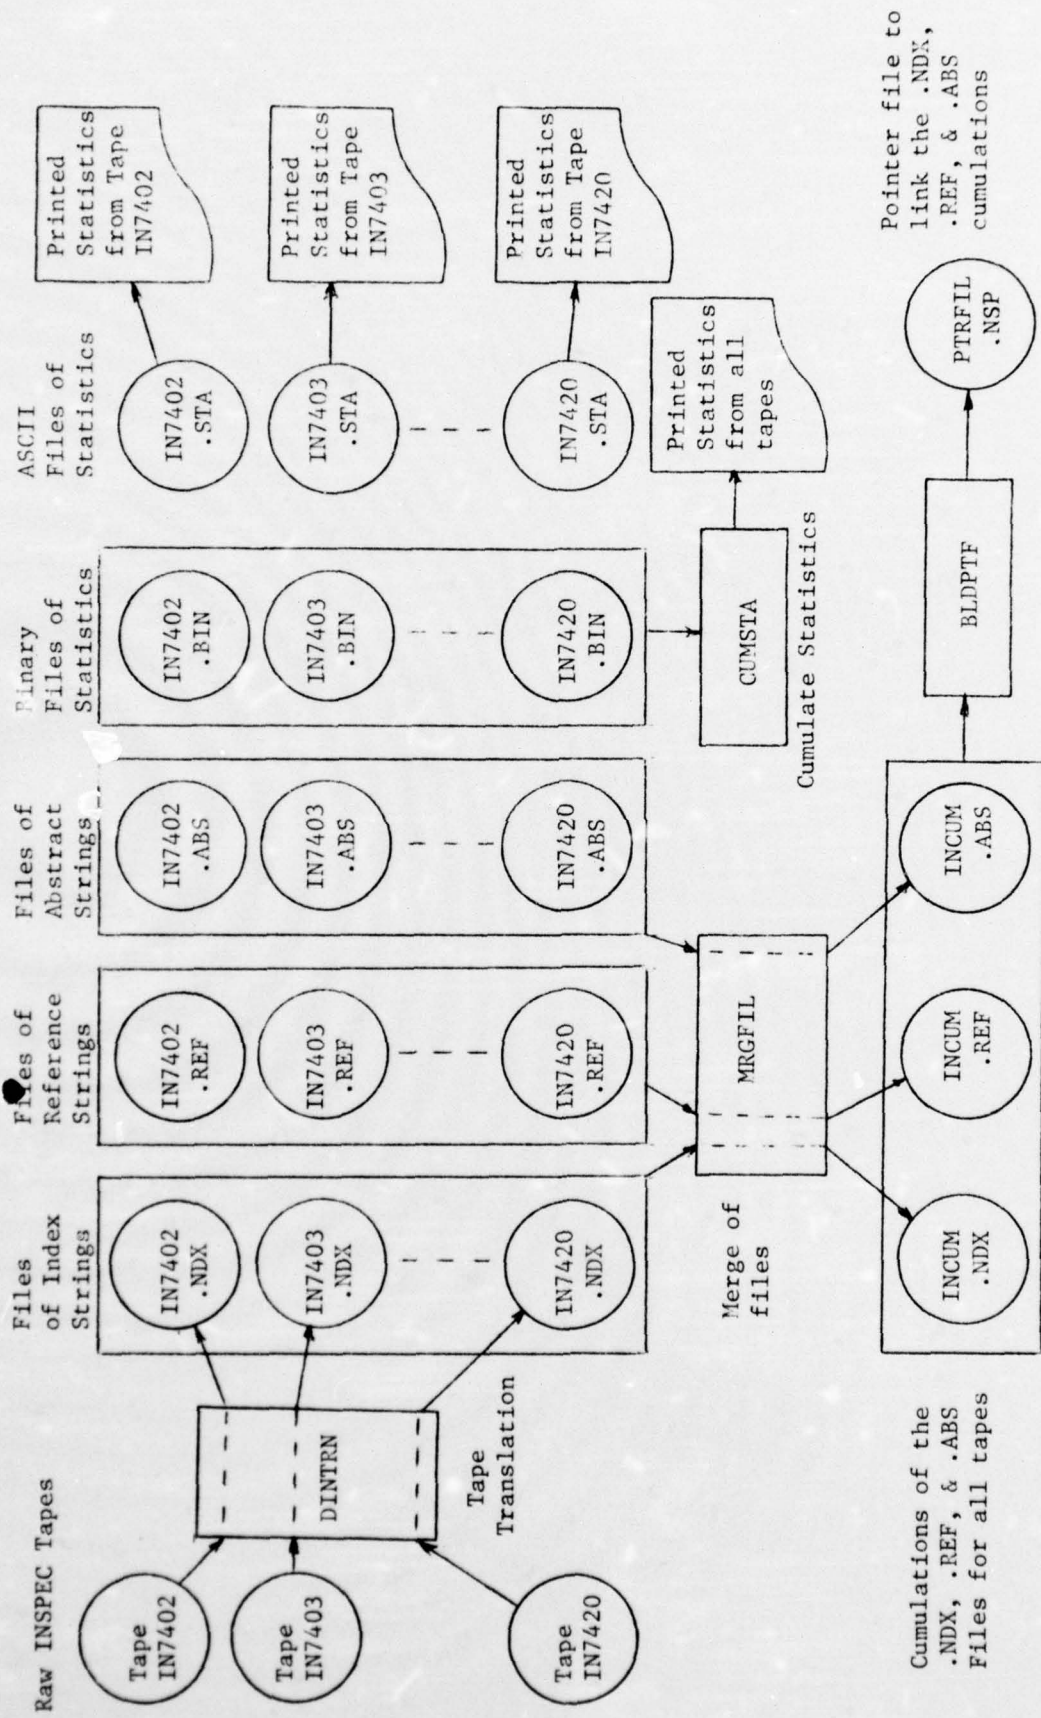 Raw INSPEC Tapes
Tape
IN7402
Tape
IN7403
Tape
IN7420
DINTRN
Tape
Translation
Files
of Index
Strings
IN7402
.NDX
IN7403
.NDX
IN7420
.NDX
Files of
Reference
Strings
IN7402
.REF
IN7403
.REF
IN7420
.REF
Files of
Abstract
Strings
IN7402
.ABS
IN7403
.ABS
IN7420
.ABS
Binary
Files of
Statistics
IN7402
.BIN
IN7403
.BIN
IN7420
.BIN
ASCII
Files of
Statistics
IN7402
.STA
IN7403
.STA
IN7420
.STA
Printed
Statistics
from Tape
IN7402
Printed
Statistics
from Tape
IN7403
Printed
Statistics
from Tape
IN7420
Merge of
files
MRGFIL
CUMSTA
Cumulate Statistics
Printed
Statistics
from all
tapes
Cumulations of the
.NDX, .REF, & .ABS
Files for all tapes
INCUM
.NDX
INCUM
.REF
INCUM
.ABS
BLDPTF
PTRFIL
.NSP
Pointer file to
link the .NDX,
.REF, & .ABS
cumulations